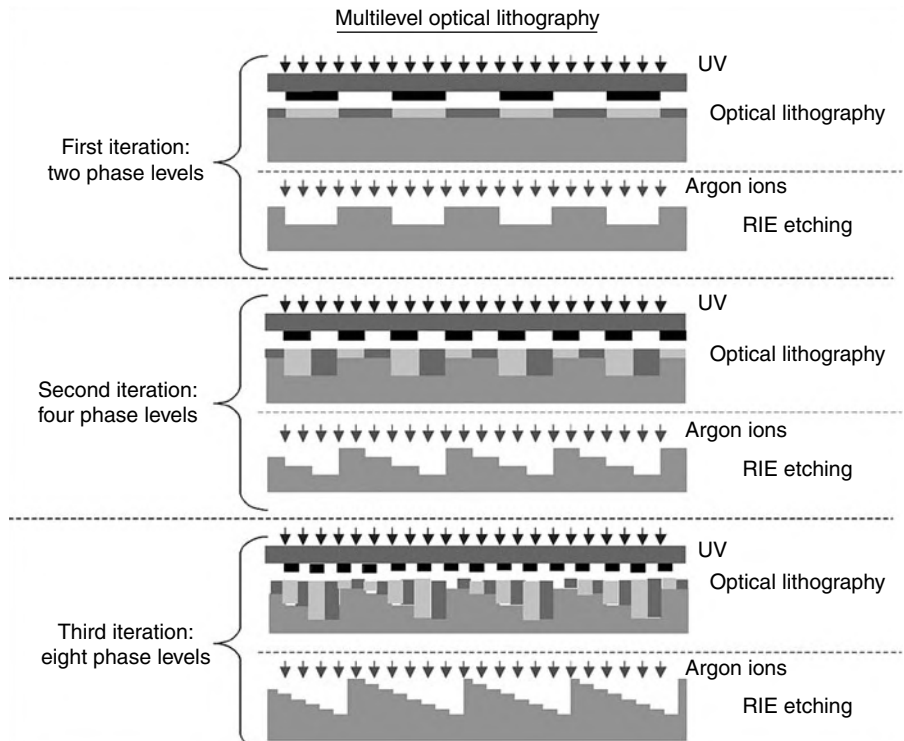 Multilevel optical lithography
UV
Optical lithography
First iteration:
two phase levels
Argon ions
RIE etching
UV
Optical lithography
Second iteration:
four phase levels
Argon ions
RIE etching
UV
Optical lithography
Third iteration:
eight phase levels
Argon ions
RIE etching